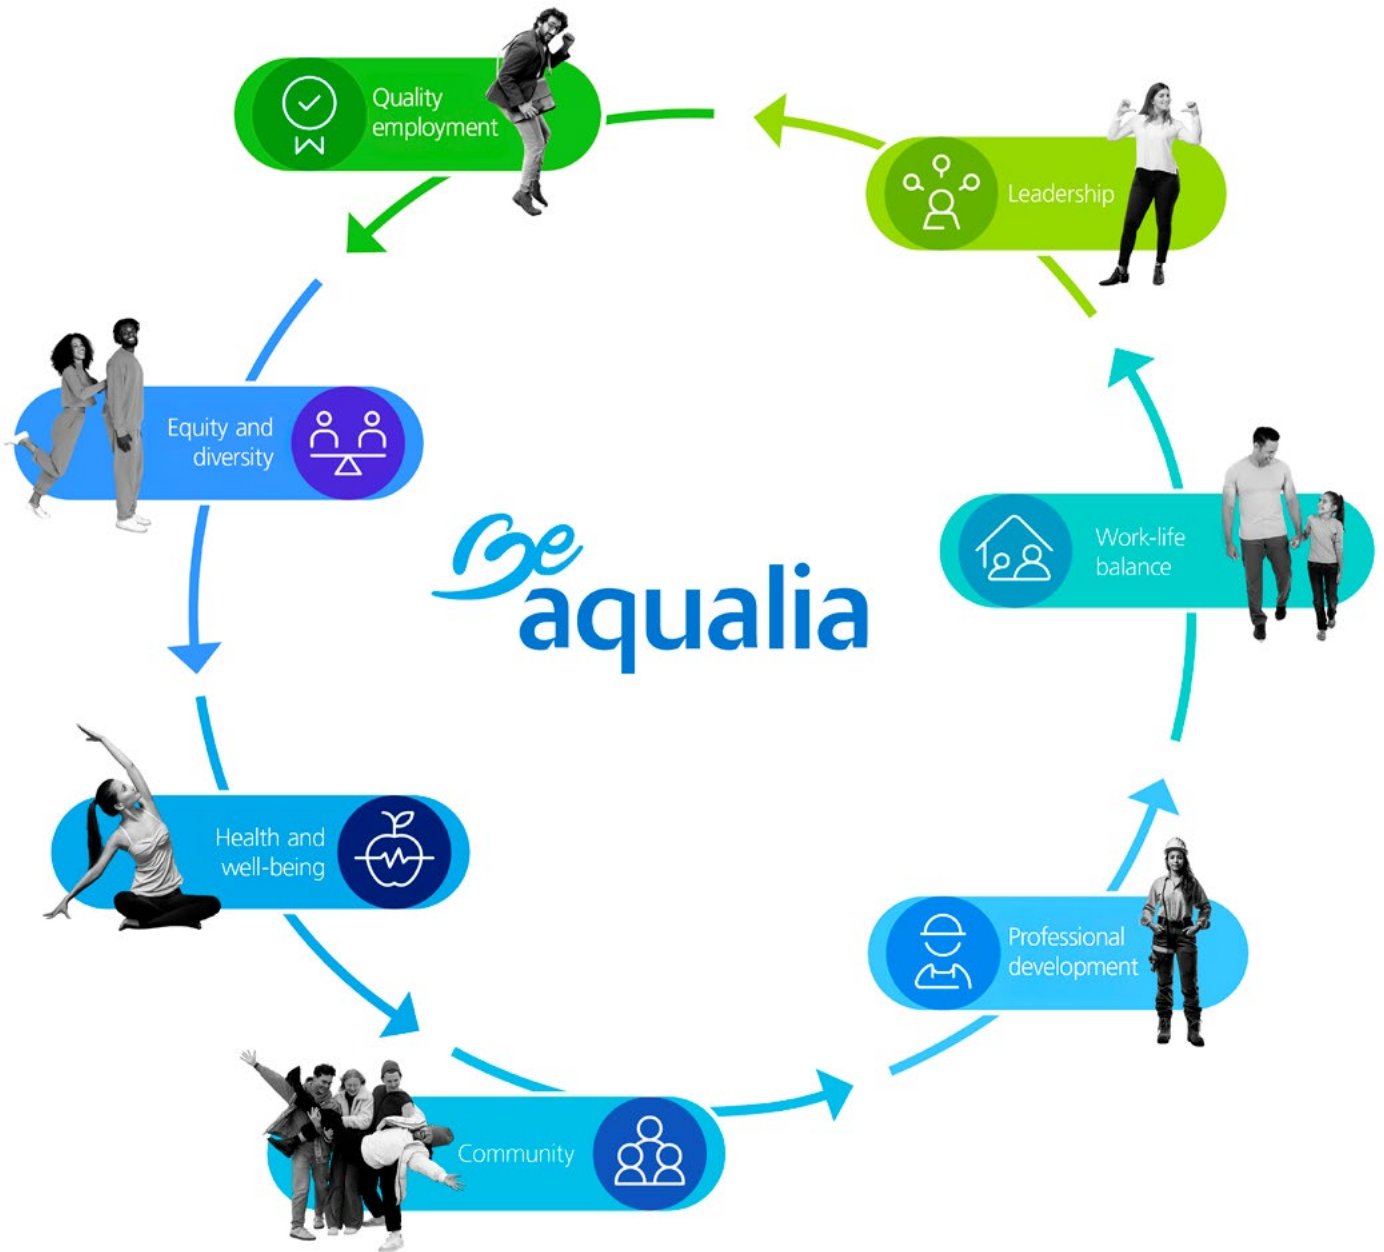 Quality
employment
Leadership
Equity and
diversity
Be
aqualia
Work-life
balance
Health and
well-being
Professional
development
Community